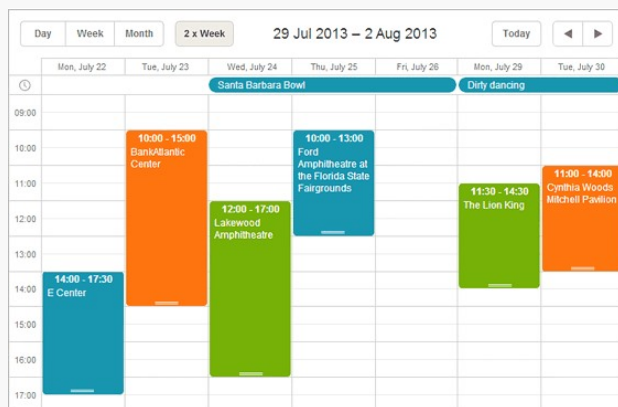 Day Week Month 2 x Week 29 Jul 2013 – 2 Aug 2013 Today
Mon, July 22 Tue, July 23 Wed, July 24 Thu, July 25 Fri, July 26 Mon, July 29 Tue, July 30
Santa Barbara Bowl Dirty dancing
09:00
10:00
11:00
12:00
13:00
14:00
15:00
16:00
17:00
14:00 - 17:30
E Center
10:00 - 15:00
BankAtlantic
Center
12:00 - 17:00
Lakewood
Amphitheatre
10:00 - 13:00
Ford
Amphitheatre at
the Florida State
Fairgrounds
11:30 - 14:30
The Lion King
11:00 - 14:00
Cynthia Woods
Mitchell Pavilion